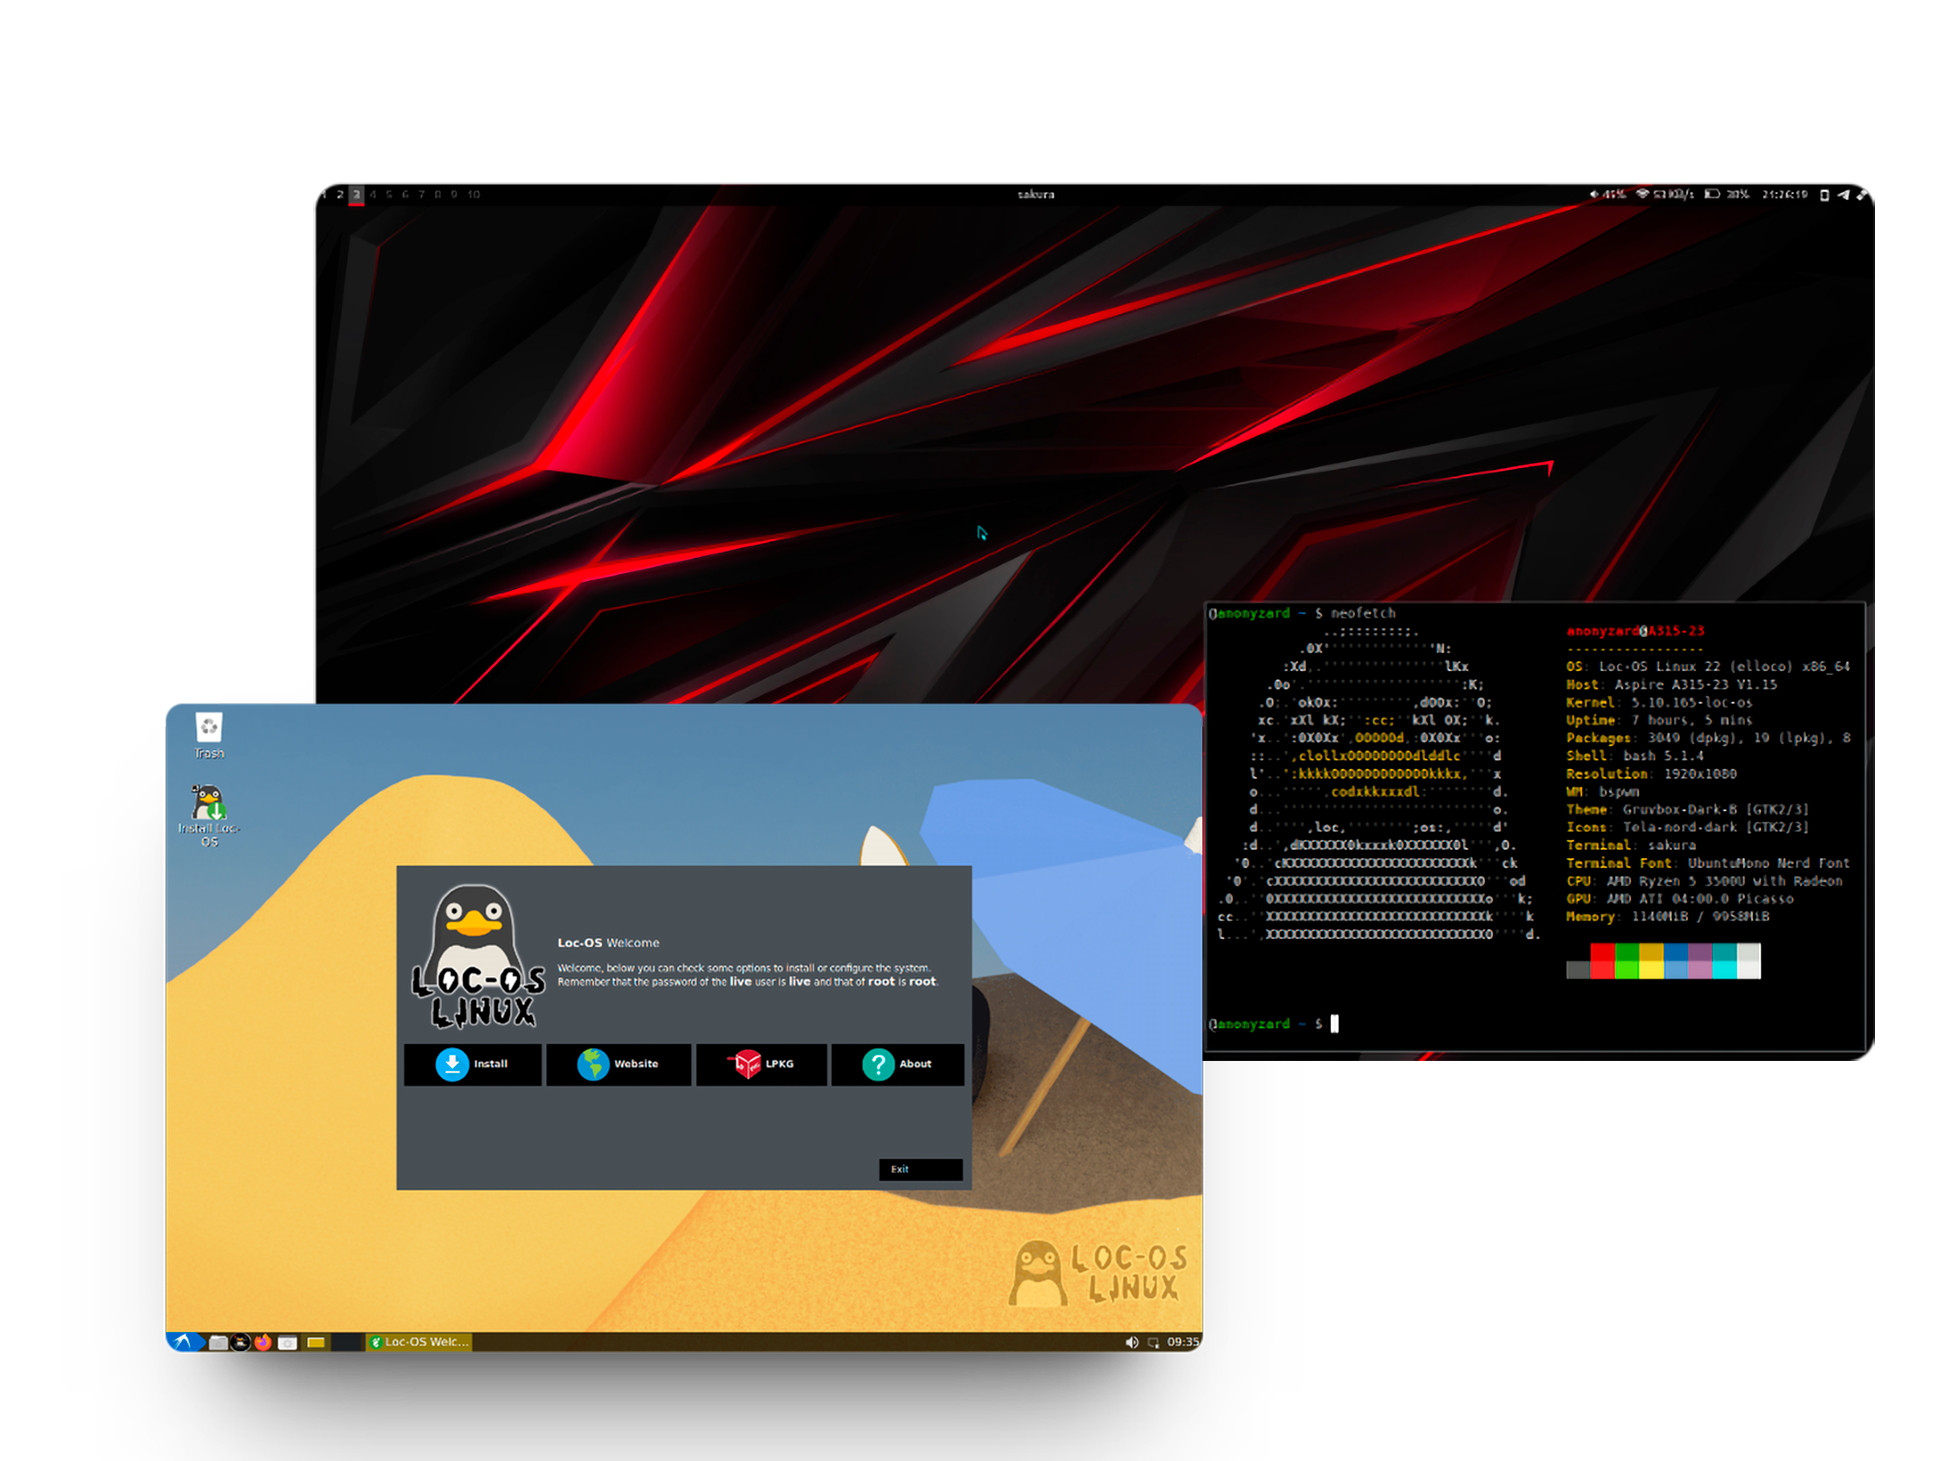 2 3 4 5 6 7 8 9 10
sakura
45% 53 KB/s 38% 21:26:19
@anonyzard ~ $ neofetch
anonyzard@A315-23
-----------------
OS: Loc-OS Linux 22 (elloco) x86_64
Host: Aspire A315-23 V1.15
Kernel: 5.10.165-loc-os
Uptime: 7 hours, 5 mins
Packages: 3049 (dpkg), 19 (lpkg), 8
Shell: bash 5.1.4
Resolution: 1920x1080
WM: bspwm
Theme: Gruvbox-Dark-B [GTK2/3]
Icons: Tela-nord-dark [GTK2/3]
Terminal: sakura
Terminal Font: UbuntuMono Nerd Font
CPU: AMD Ryzen 5 3500U with Radeon
GPU: AMD ATI 04:00.0 Picasso
Memory: 1140MiB / 9958MiB
@anonyzard ~ $
Trash
Install Loc-
OS
LOC-OS
LINUX
Loc-OS Welcome
Welcome, below you can check some options to install or configure the system.
Remember that the password of the live user is live and that of root is root.
Install
Website
LPKG
About
Exit
LOC-OS
LINUX
Loc-OS Welc...
09:35